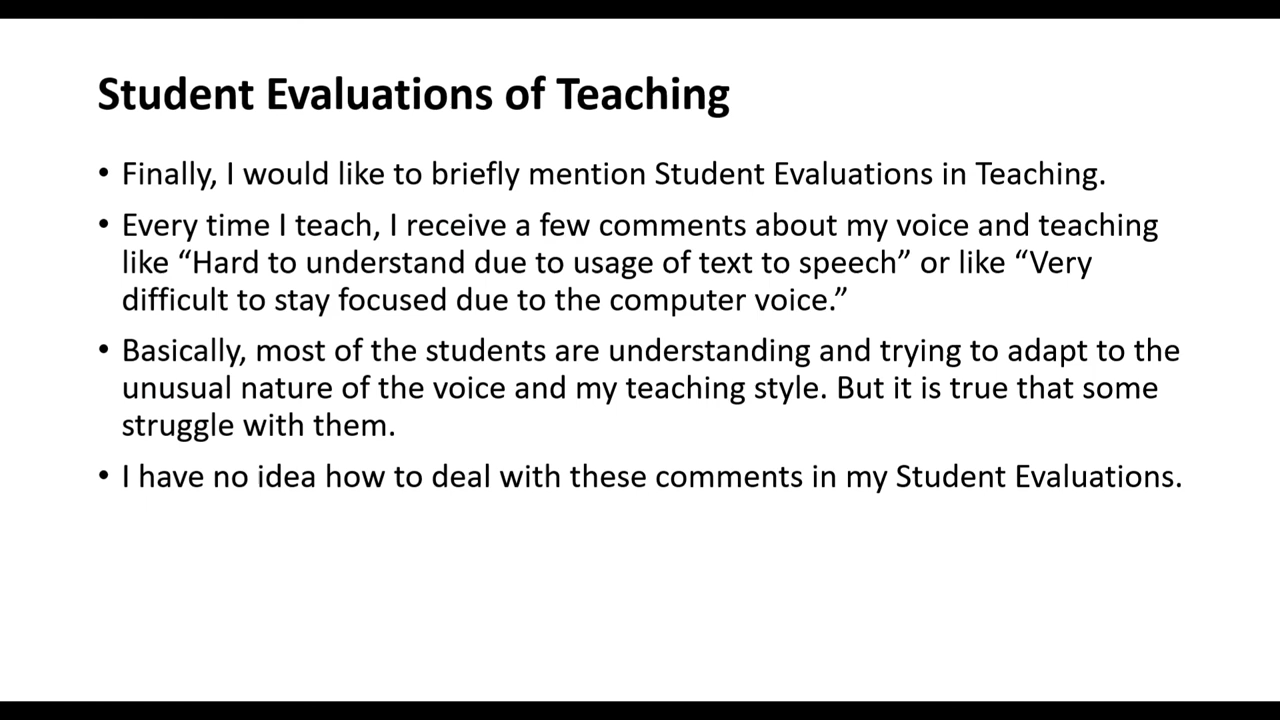 Student Evaluations of Teaching
• Finally, I would like to briefly mention Student Evaluations in Teaching.
• Every time I teach, I receive a few comments about my voice and teaching
like “Hard to understand due to usage of text to speech” or like “Very
difficult to stay focused due to the computer voice.”
• Basically, most of the students are understanding and trying to adapt to the
unusual nature of the voice and my teaching style. But it is true that some
struggle with them.
• I have no idea how to deal with these comments in my Student Evaluations.